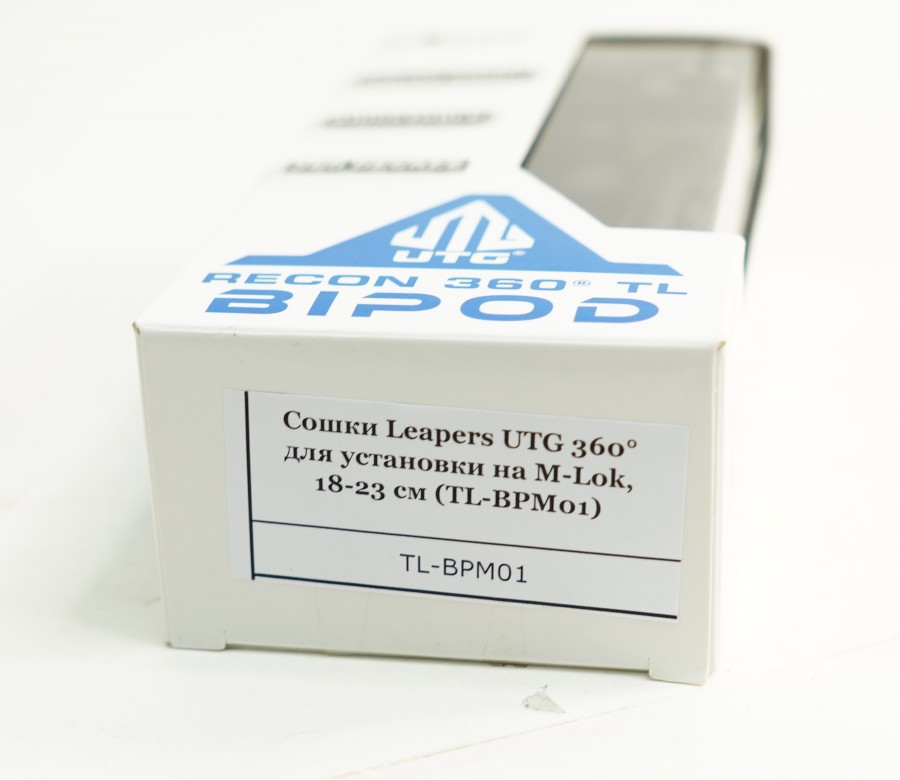 UTG®
RECON 360® TL
BIPOD
Сошки Leapers UTG 360°
для установки на M-Lok,
18-23 см (TL-BPM01)
TL-BPM01